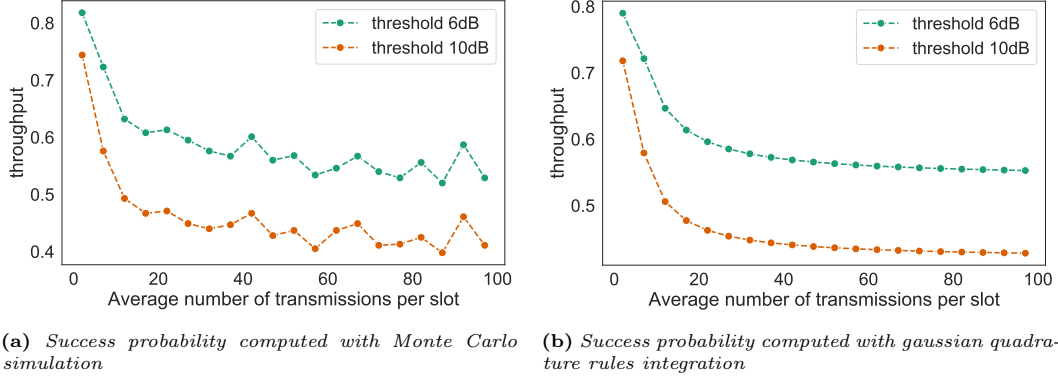 0.8
0.7
0.6
0.5
0.4
throughput
threshold 6dB
threshold 10dB
0 20 40 60 80 100
Average number of transmissions per slot
(a) Success probability computed with Monte Carlo
simulation
0.8
0.7
0.6
0.5
throughput
threshold 6dB
threshold 10dB
0 20 40 60 80 100
Average number of transmissions per slot
(b) Success probability computed with gaussian quadra-
ture rules integration